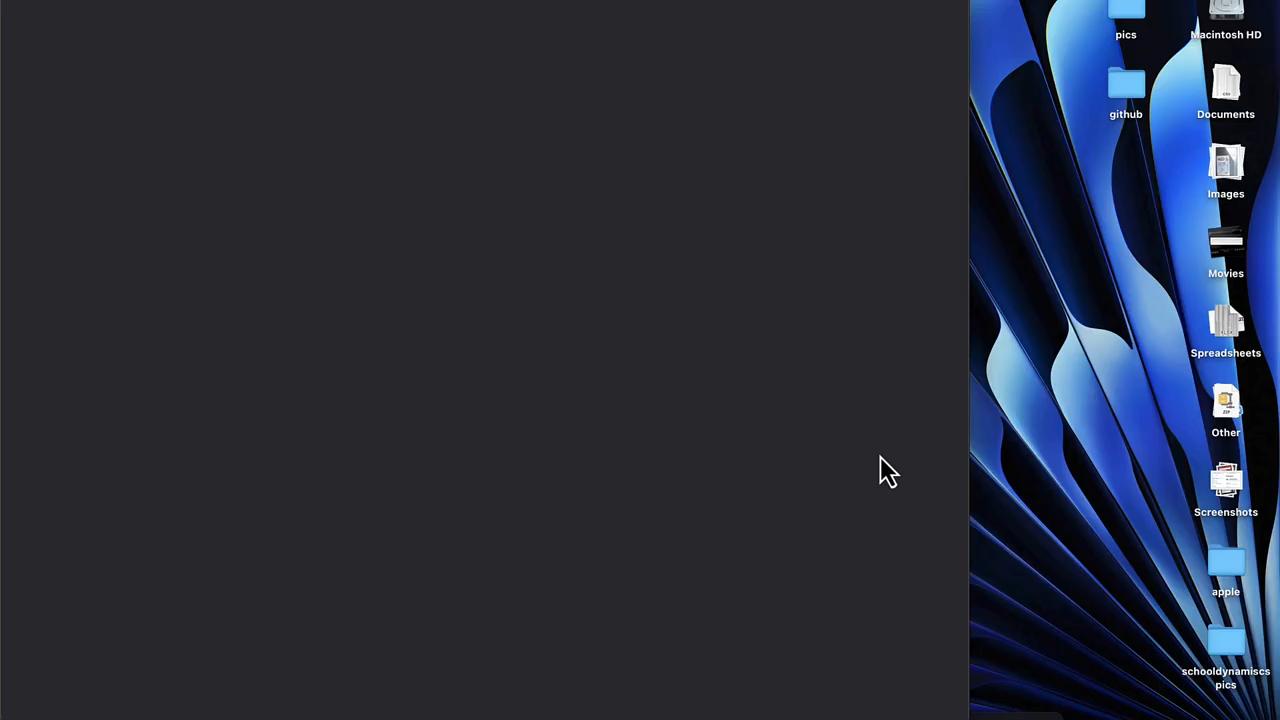 pics
Macintosh HD
github
Documents
Images
Movies
Spreadsheets
Other
Screenshots
apple
schooldynamiscs
pics